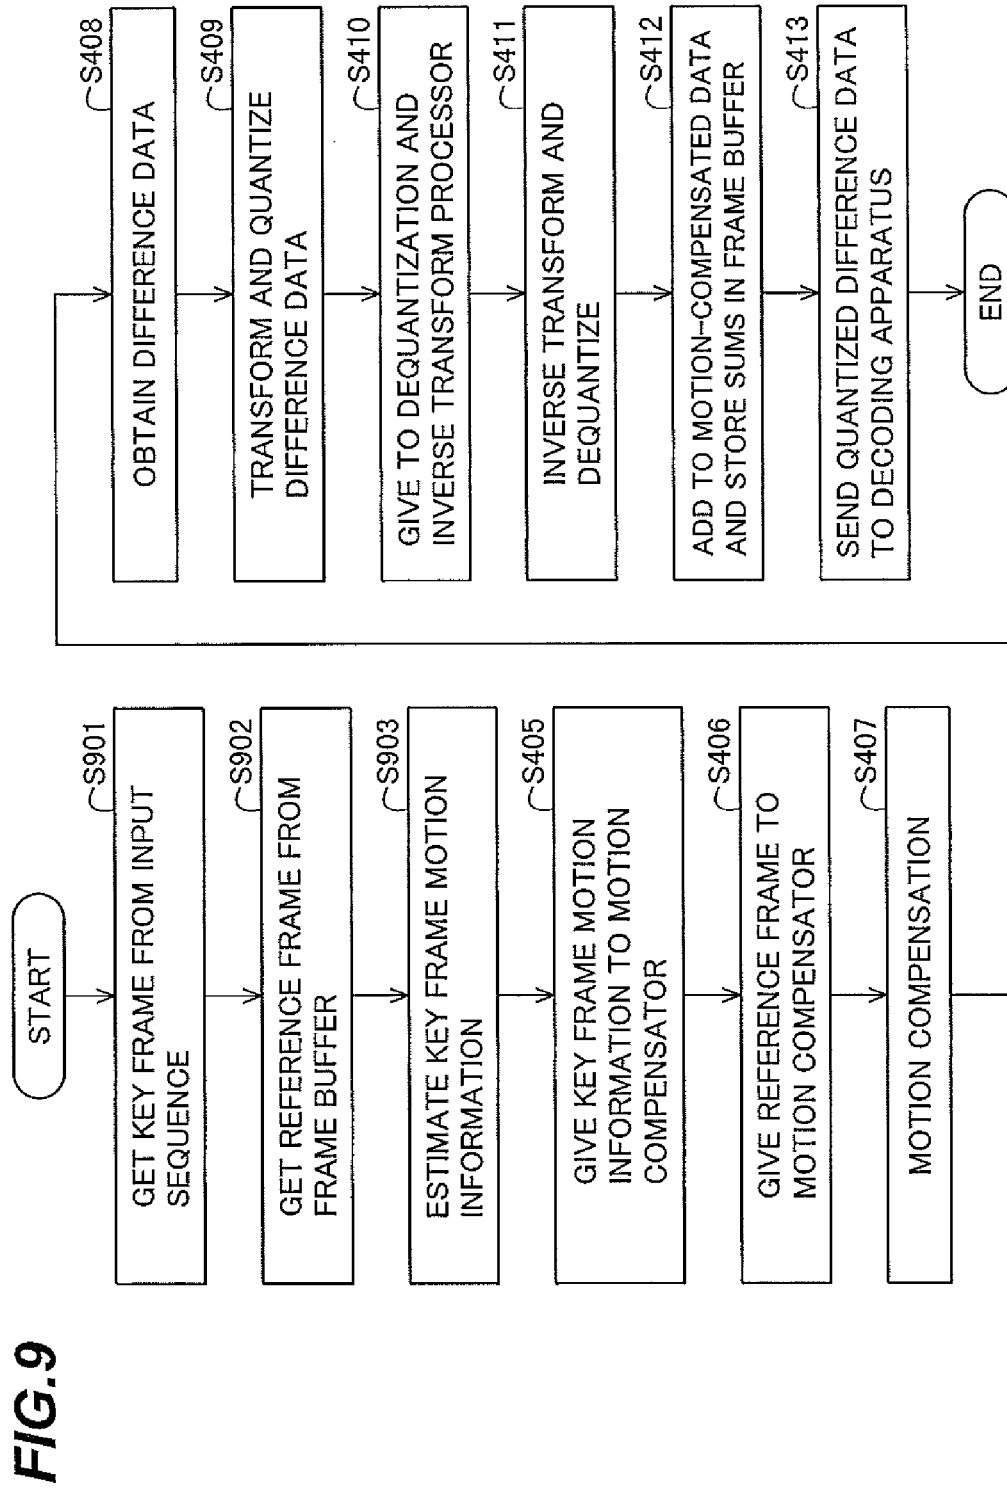 FIG.9
START
S901
GET KEY FRAME FROM INPUT
SEQUENCE
S902
GET REFERENCE FRAME FROM
FRAME BUFFER
S903
ESTIMATE KEY FRAME MOTION
INFORMATION
S405
GIVE KEY FRAME MOTION
INFORMATION TO MOTION
COMPENSATOR
S406
GIVE REFERENCE FRAME TO
MOTION COMPENSATOR
S407
MOTION COMPENSATION
S408
OBTAIN DIFFERENCE DATA
S409
TRANSFORM AND QUANTIZE
DIFFERENCE DATA
S410
GIVE TO DEQUANTIZATION AND
INVERSE TRANSFORM PROCESSOR
S411
INVERSE TRANSFORM AND
DEQUANTIZE
S412
ADD TO MOTION-COMPENSATED DATA
AND STORE SUMS IN FRAME BUFFER
S413
SEND QUANTIZED DIFFERENCE DATA
TO DECODING APPARATUS
END